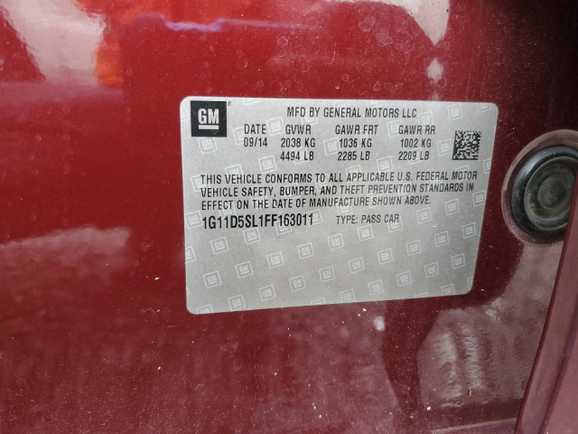 GM
MFD BY GENERAL MOTORS LLC
DATE GVWR GAWR FRT GAWR RR
09/14 2038 KG 1036 KG 1002 KG
4494 LB 2285 LB 2209 LB
THIS VEHICLE CONFORMS TO ALL APPLICABLE U.S. FEDERAL MOTOR
VEHICLE SAFETY, BUMPER, AND THEFT PREVENTION STANDARDS IN
EFFECT ON THE DATE OF MANUFACTURE SHOWN ABOVE.
1G11D5SL1FF163011 TYPE: PASS CAR